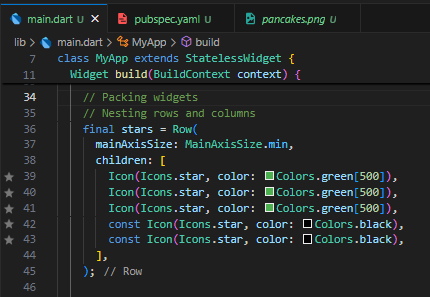 main.dart U
pubspec.yaml U
pancakes.png U
lib > main.dart > MyApp > build
7 class MyApp extends StatelessWidget {
11 Widget build(BuildContext context) {
34 // Packing widgets
35 // Nesting rows and columns
36 final stars = Row(
37 mainAxisSize: MainAxisSize.min,
38 children: [
39 Icon(Icons.star, color: Colors.green[500]),
40 Icon(Icons.star, color: Colors.green[500]),
41 Icon(Icons.star, color: Colors.green[500]),
42 const Icon(Icons.star, color: Colors.black),
43 const Icon(Icons.star, color: Colors.black),
44 ],
45 ); // Row
46